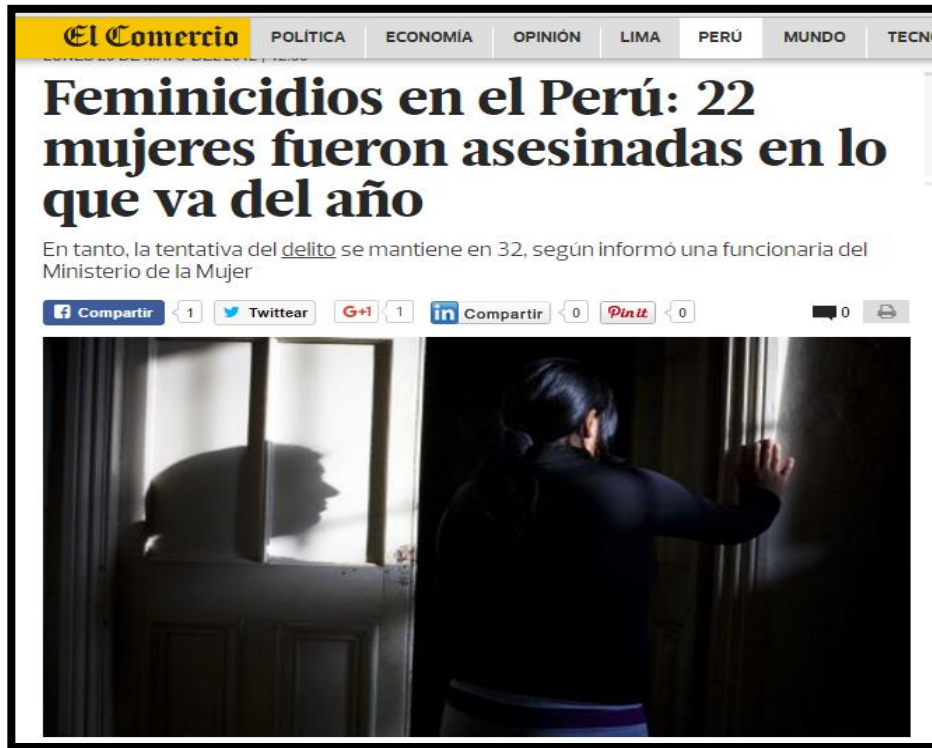 El Comercio POLÍTICA ECONOMÍA OPINIÓN LIMA PERÚ MUNDO TECN
Feminicidios en el Perú: 22
mujeres fueron asesinadas en lo
que va del año
En tanto, la tentativa del delito se mantiene en 32, según informó una funcionaria del
Ministerio de la Mujer
Compartir 1 Twittear G+1 1 in Compartir 0 Pin it 0 0